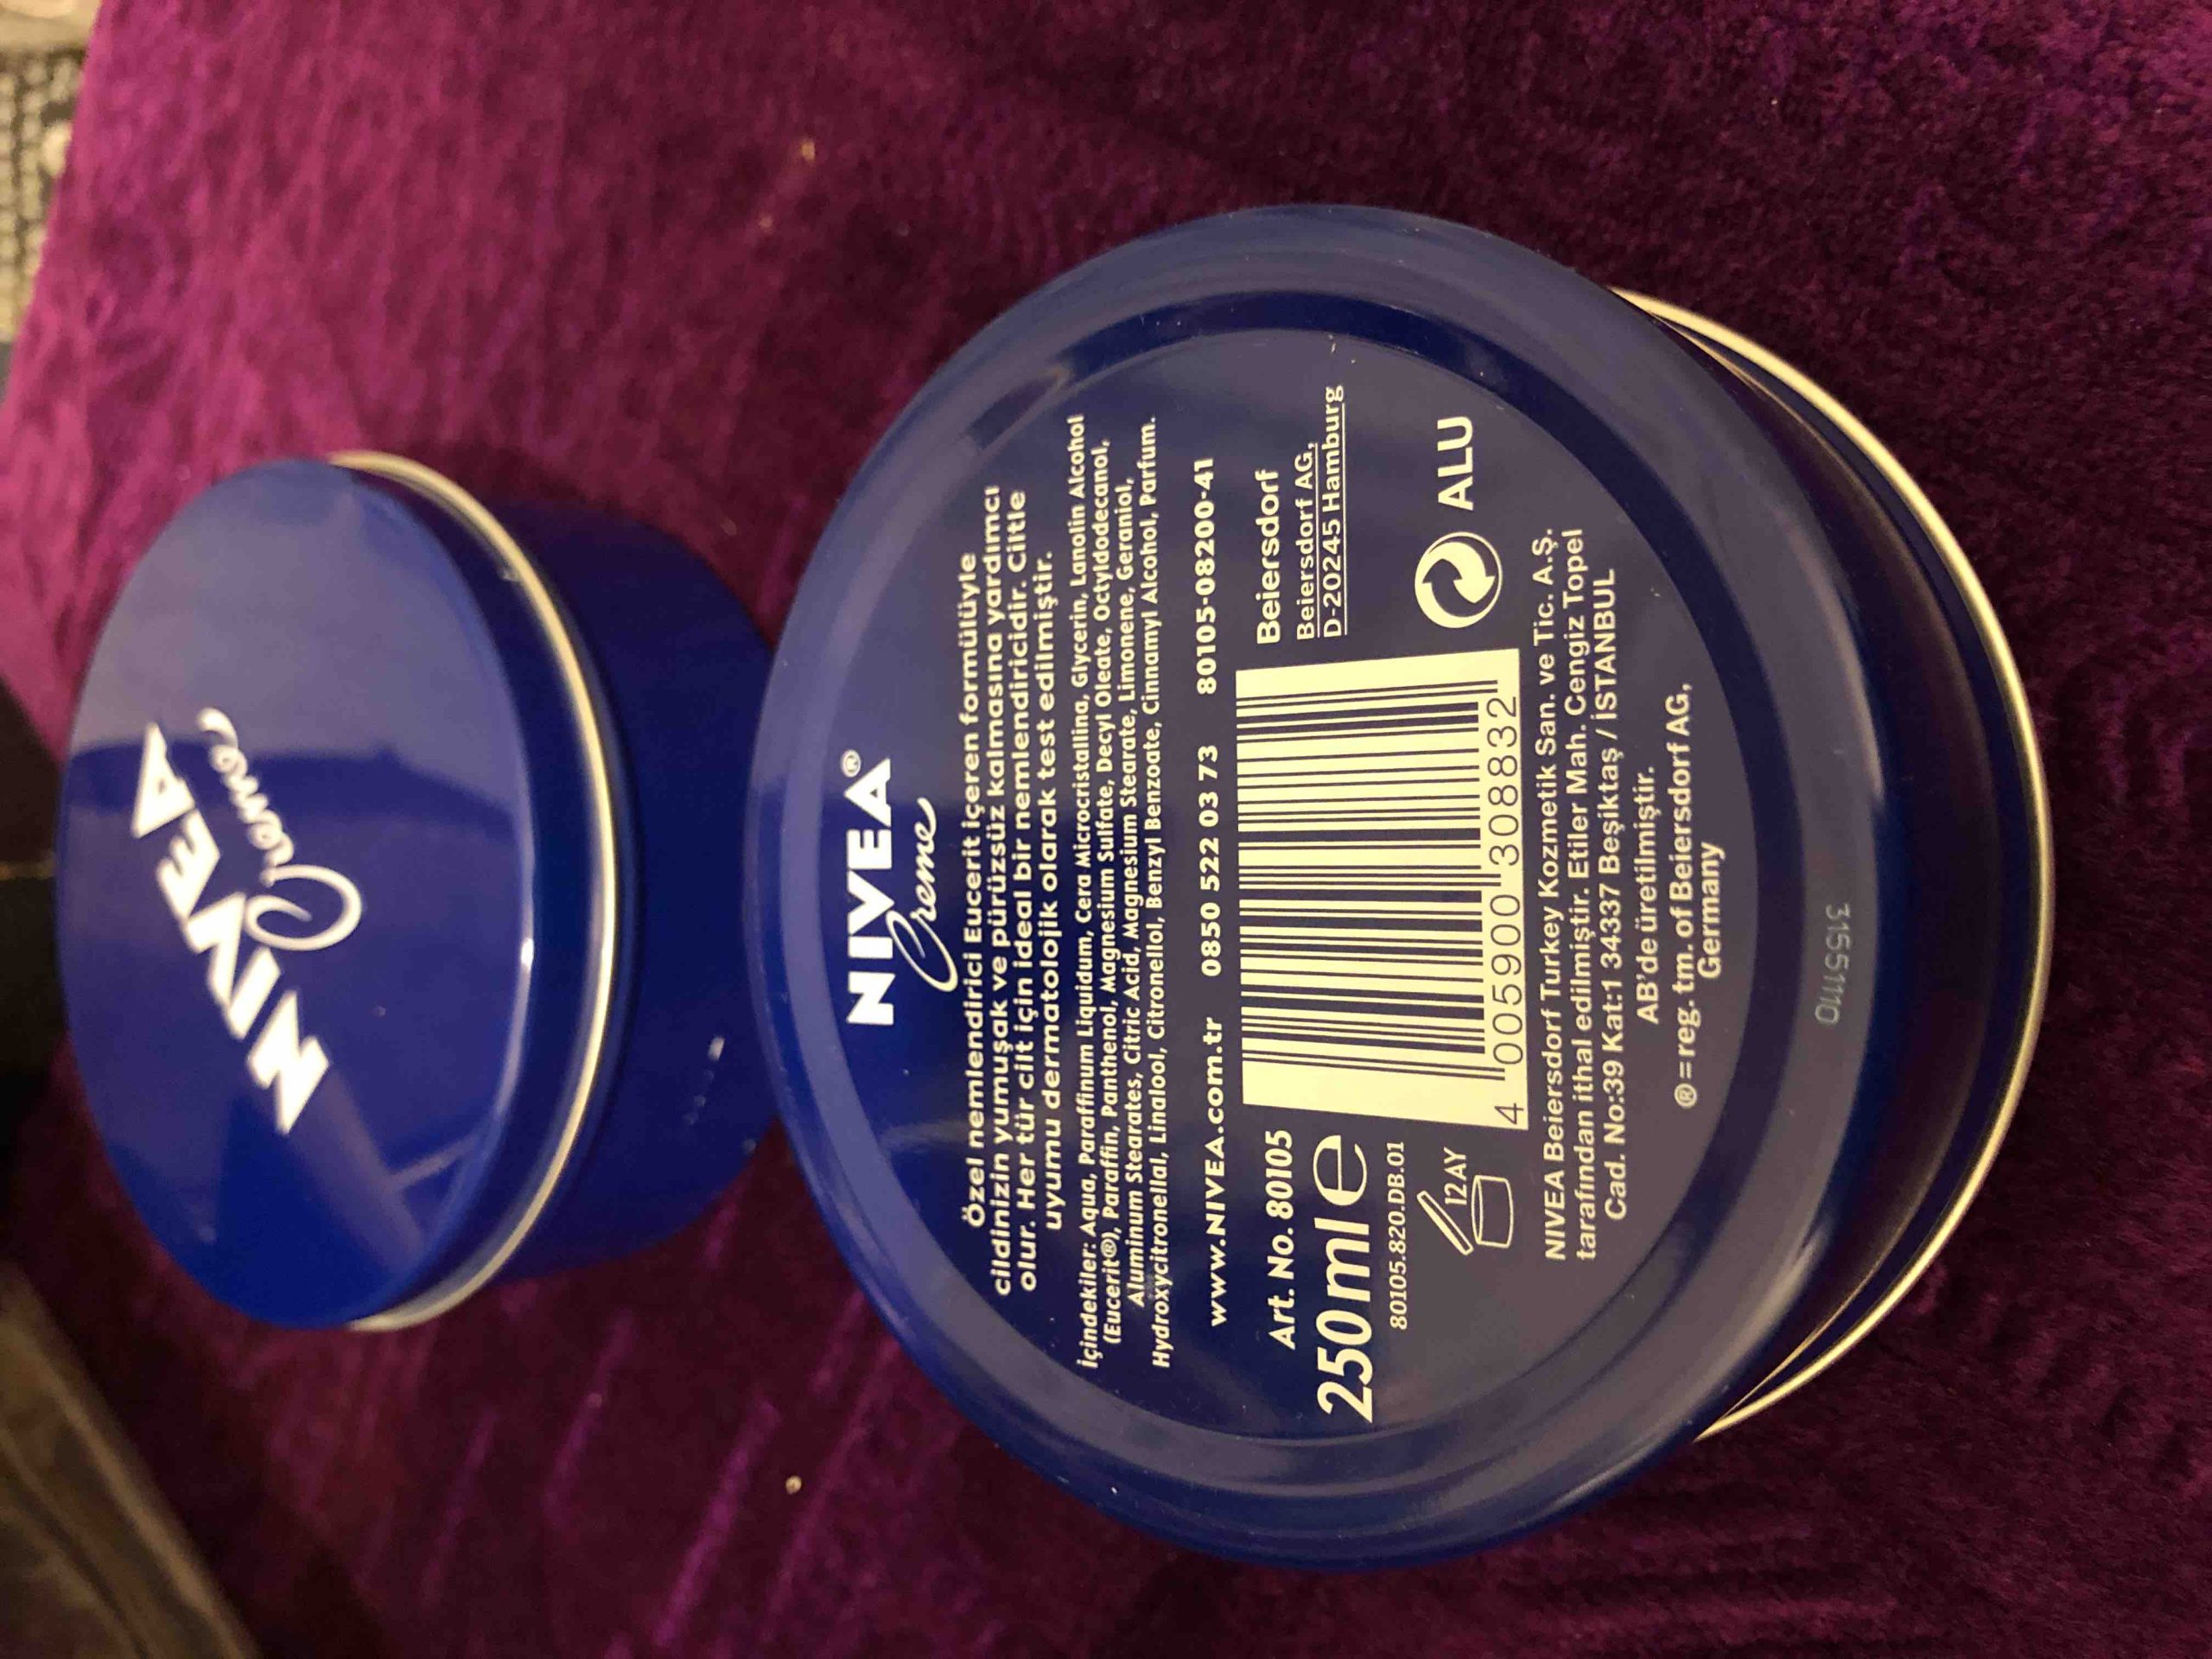 NIVEA
Creme
NIVEA®
Creme
Özel nemlendirici Eucerit içeren formülüyle
cildinizin yumuşak ve pürüzsüz kalmasına yardımcı
olur. Her tür cilt için ideal bir nemlendiricidir. Ciltle
uyumu dermatolojik olarak test edilmiştir.
İçindekiler: Aqua, Paraffinum Liquidum, Cera Microcristallina, Glycerin, Lanolin Alcohol
(Eucerit®), Paraffin, Panthenol, Magnesium Sulfate, Decyl Oleate, Octyldodecanol,
Aluminum Stearates, Citric Acid, Magnesium Stearate, Limonene, Geraniol,
Hydroxycitronellal, Linalool, Citronellol, Benzyl Benzoate, Cinnamyl Alcohol, Parfum.
www.NIVEA.com.tr 0850 522 03 73 80105-08200-41
Art. No. 80105
250ml e
80105.820.DB.01
12 AY
4 005900 308832
Beiersdorf
Beiersdorf AG,
D-20245 Hamburg
ALU
NIVEA Beiersdorf Turkey Kozmetik San. ve Tic. A.Ş.
tarafından ithal edilmiştir. Etiler Mah. Cengiz Topel
Cad. No:39 Kat:1 34337 Beşiktaş / İSTANBUL
AB'de üretilmiştir.
®= reg. tm. of Beiersdorf AG,
Germany
31551110